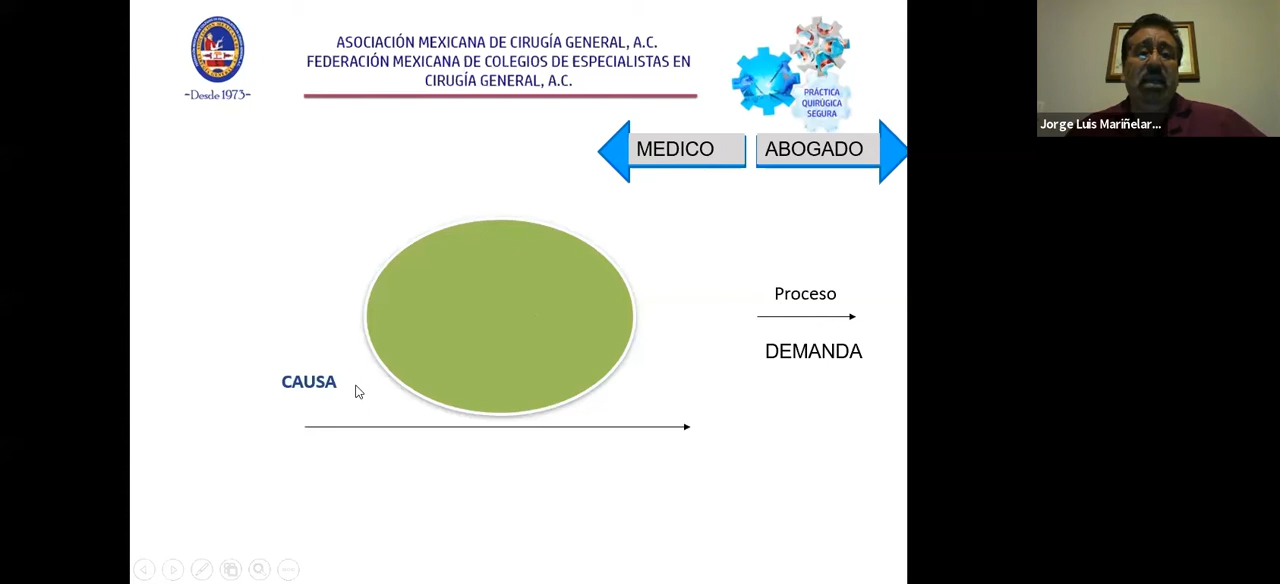 ASOCIACIÓN MEXICANA DE CIRUGÍA GENERAL, A.C.
FEDERACIÓN MEXICANA DE COLEGIOS DE ESPECIALISTAS EN
CIRUGÍA GENERAL, A.C.
~Desde 1973~
PRÁCTICA
QUIRÚGICA
SEGURA
Jorge Luis Mariñelar...
MEDICO
ABOGADO
Proceso
DEMANDA
CAUSA